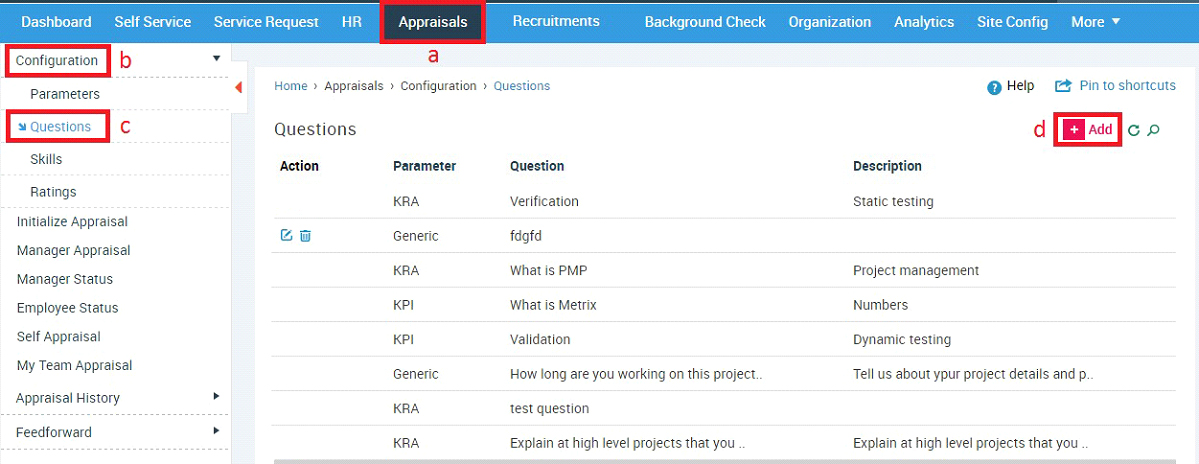 Dashboard Self Service Service Request HR Appraisals Recruitments Background Check Organization Analytics Site Config More
a
Configuration b
Parameters
Questions c
Skills
Ratings
Initialize Appraisal
Manager Appraisal
Manager Status
Employee Status
Self Appraisal
My Team Appraisal
Appraisal History
Feedforward
Home › Appraisals › Configuration › Questions ? Help Pin to shortcuts
Questions d + Add
Action Parameter Question Description
KRA Verification Static testing
Generic fdgfd
KRA What is PMP Project management
KPI What is Metrix Numbers
KPI Validation Dynamic testing
Generic How long are you working on this project.. Tell us about ypur project details and p..
KRA test question
KRA Explain at high level projects that you .. Explain at high level projects that you ..